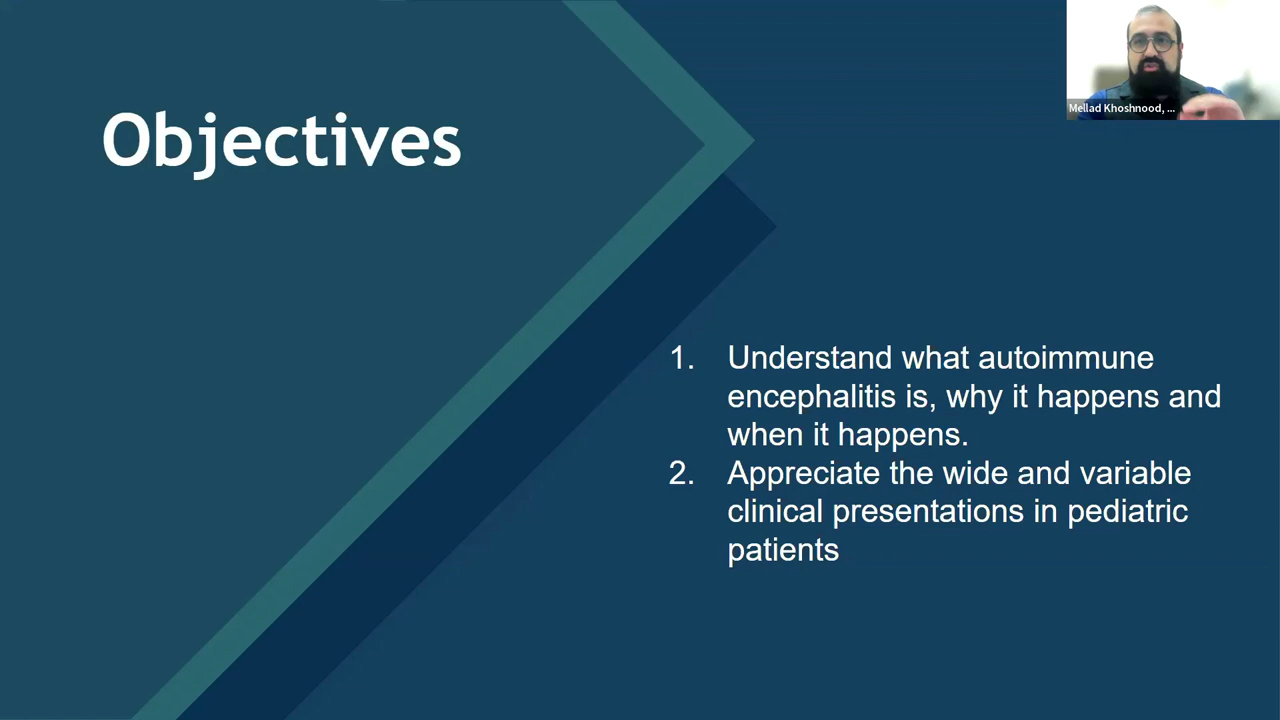 Objectives
Mellad Khoshnood, ...
1. Understand what autoimmune
encephalitis is, why it happens and
when it happens.
2. Appreciate the wide and variable
clinical presentations in pediatric
patients